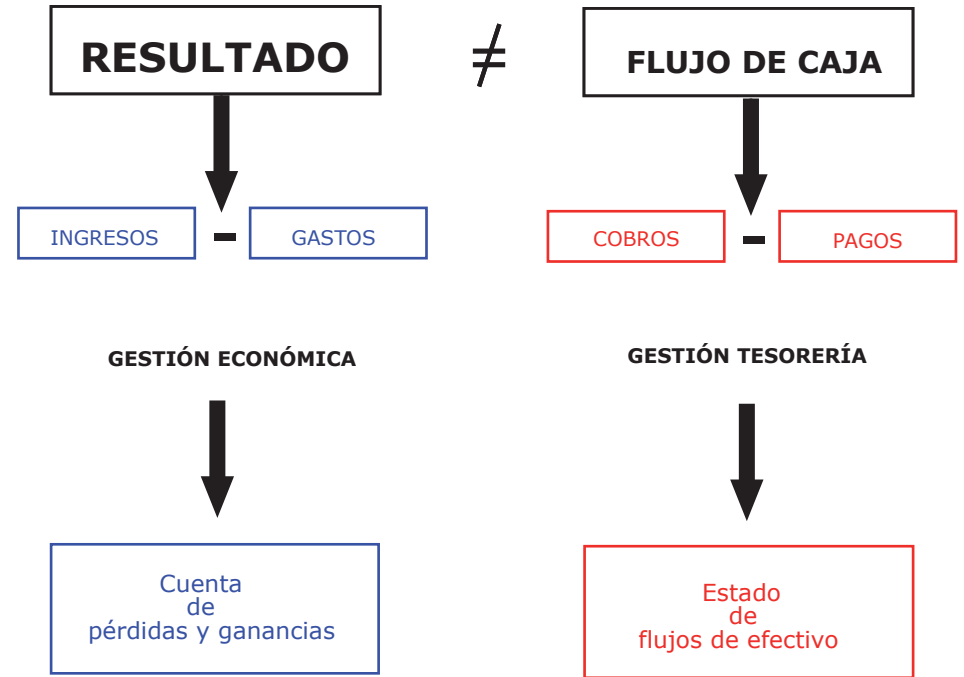 RESULTADO ≠ FLUJO DE CAJA
INGRESOS - GASTOS
COBROS - PAGOS
GESTIÓN ECONÓMICA
GESTIÓN TESORERÍA
Cuenta
de
pérdidas y ganancias
Estado
de
flujos de efectivo